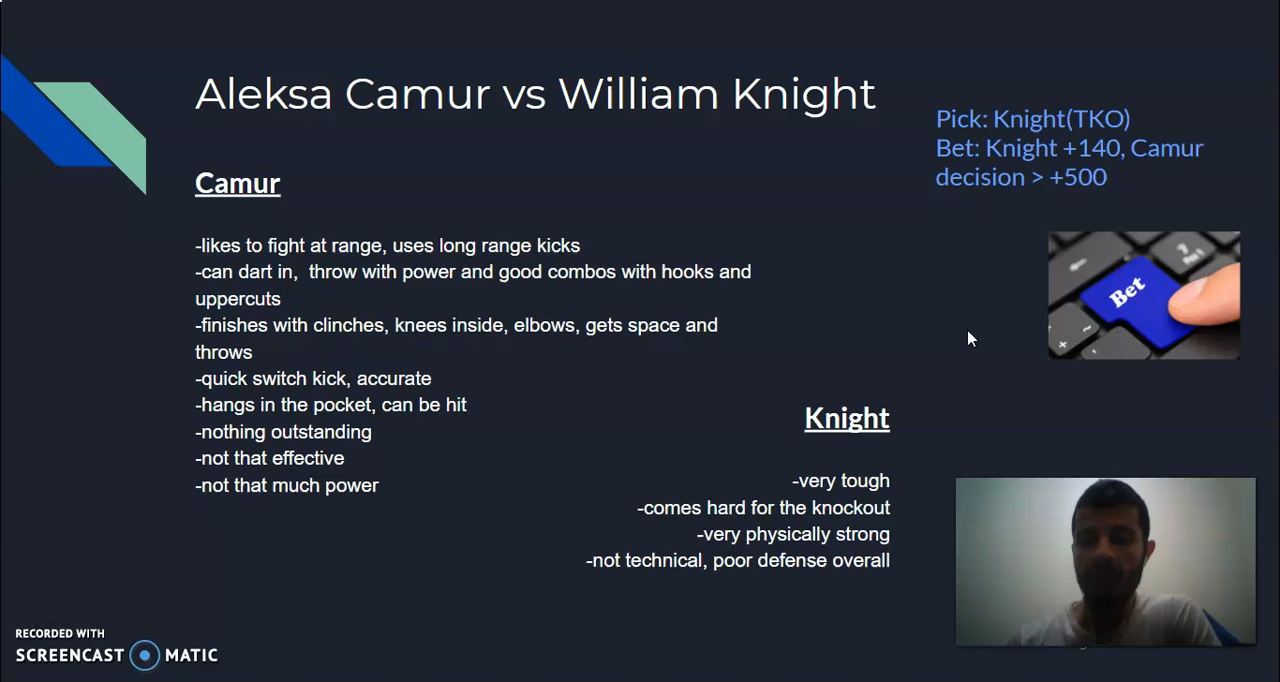 Aleksa Camur vs William Knight
Pick: Knight(TKO)
Bet: Knight +140, Camur
decision > +500
Camur
-likes to fight at range, uses long range kicks
-can dart in,  throw with power and good combos with hooks and
uppercuts
-finishes with clinches, knees inside, elbows, gets space and
throws
-quick switch kick, accurate
-hangs in the pocket, can be hit
-nothing outstanding
-not that effective
-not that much power
Bet
Knight
-very tough
-comes hard for the knockout
-very physically strong
-not technical, poor defense overall
RECORDED WITH
SCREENCAST MATIC